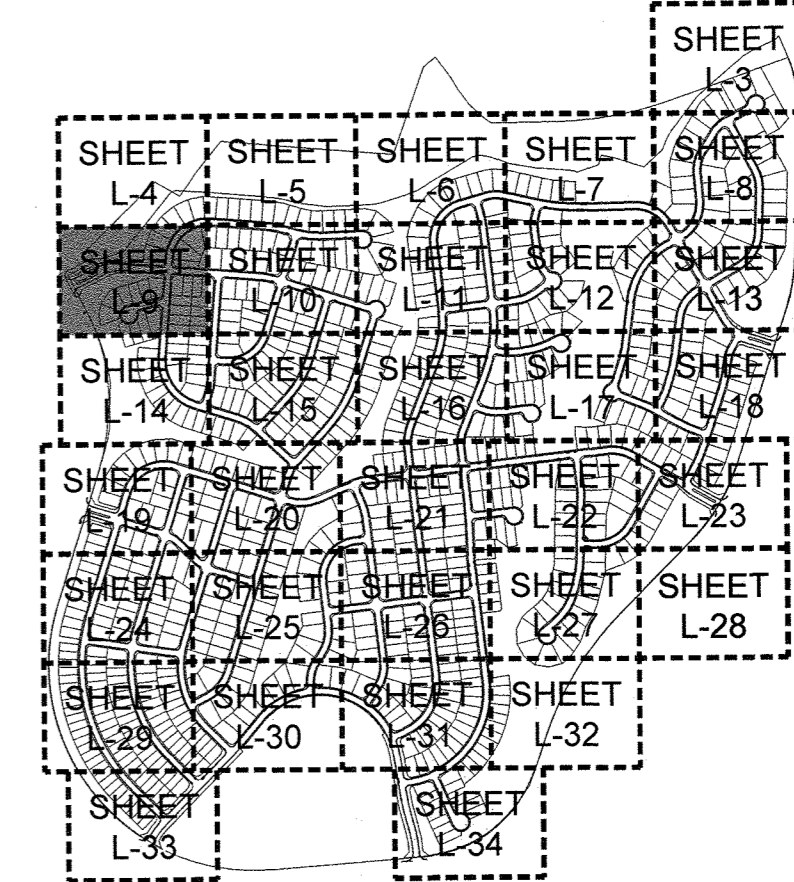 SHEET
L-3
SHEET
L-4
SHEET
L-5
SHEET
L-6
SHEET
L-7
SHEET
L-8
SHEET
L-9
SHEET
L-10
SHEET
L-11
SHEET
L-12
SHEET
L-13
SHEET
L-14
SHEET
L-15
SHEET
L-16
SHEET
L-17
SHEET
L-18
SHEET
L-19
SHEET
L-20
SHEET
L-21
SHEET
L-22
SHEET
L-23
SHEET
L-24
SHEET
L-25
SHEET
L-26
SHEET
L-27
SHEET
L-28
SHEET
L-29
SHEET
L-30
SHEET
L-31
SHEET
L-32
SHEET
L-33
SHEET
L-34